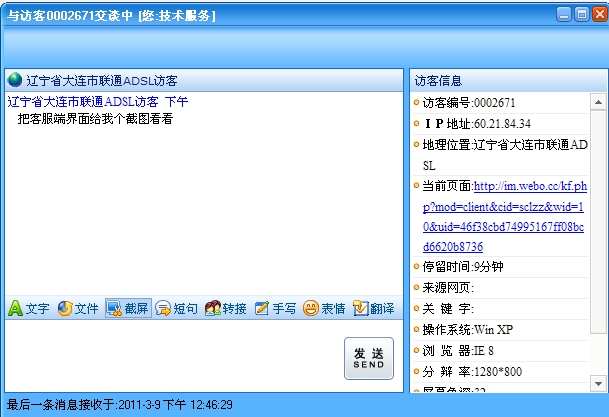 与访客0002671交谈中 [您:技术服务]
辽宁省大连市联通ADSL访客
辽宁省大连市联通ADSL访客 下午
把客服端界面给我个截图看看
文字 文件 截屏 短句 转接 手写 表情 翻译
发 送
SEND
访客信息
访客编号:0002671
I P 地址:60.21.84.34
地理位置:辽宁省大连市联通AD
SL
当前页面:http://im.webo.cc/kf.ph
p?mod=client&cid=sclzz&wid=1
0&uid=46f38cbd74995167ff08bc
d6620b8736
停留时间:9分钟
来源网页:
关 键 字:
操作系统:Win XP
浏 览 器:IE 8
分 辩 率:1280*800
最后一条消息接收于:2011-3-9 下午 12:46:29